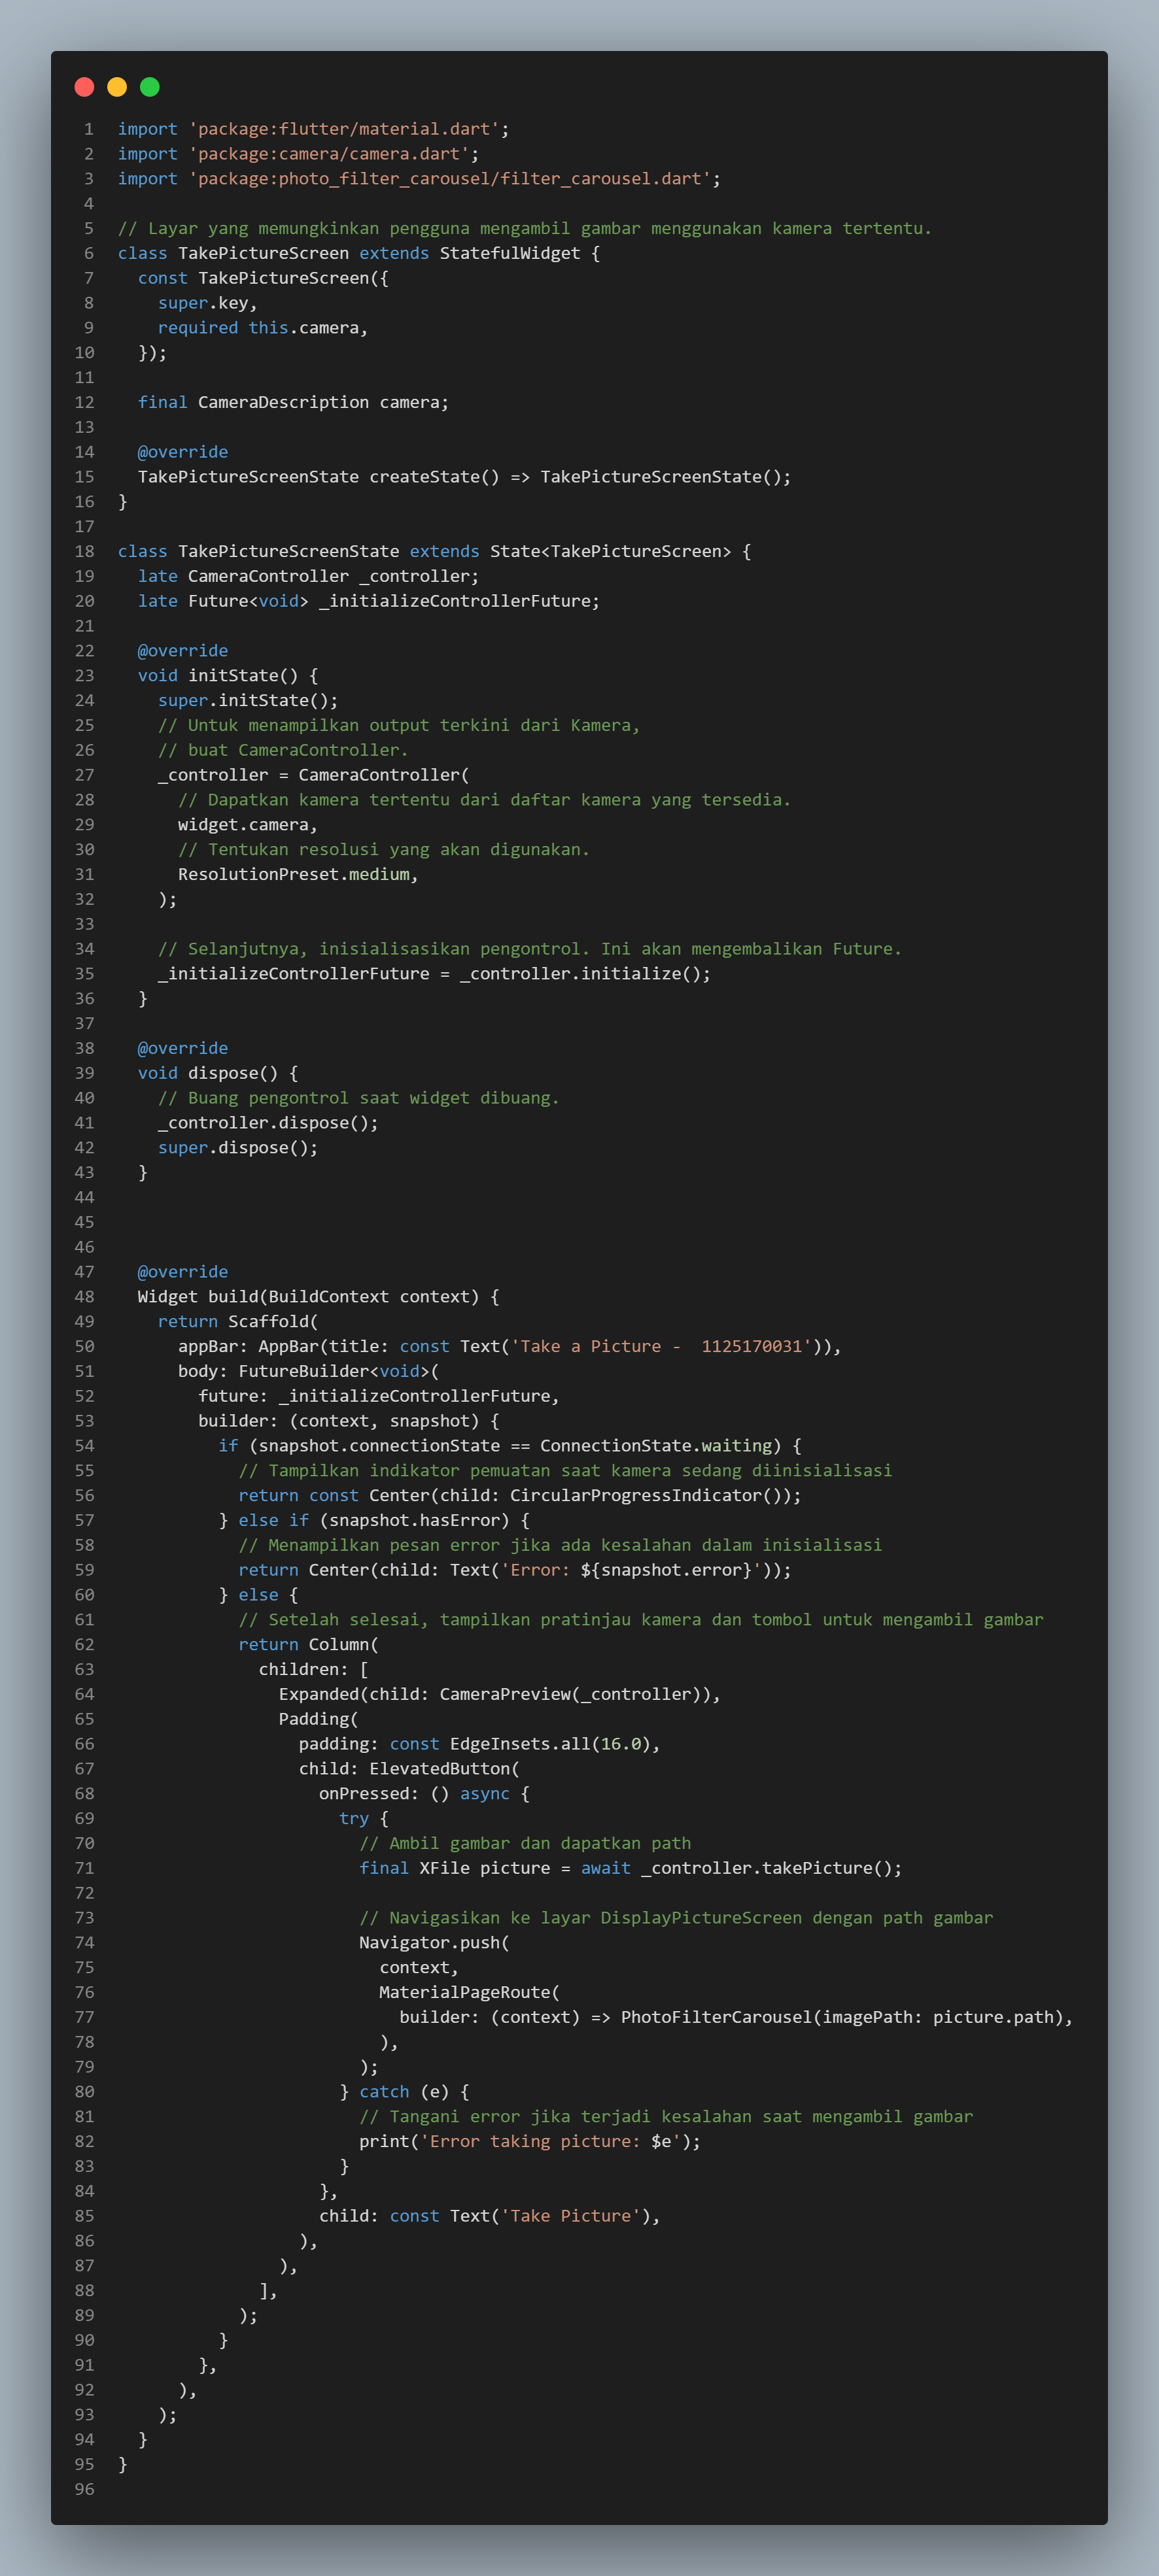 1 import 'package:flutter/material.dart';
2 import 'package:camera/camera.dart';
3 import 'package:photo_filter_carousel/filter_carousel.dart';
4
5 // Layar yang memungkinkan pengguna mengambil gambar menggunakan kamera tertentu.
6 class TakePictureScreen extends StatefulWidget {
7   const TakePictureScreen({
8     super.key,
9     required this.camera,
10   });
11
12   final CameraDescription camera;
13
14   @override
15   TakePictureScreenState createState() => TakePictureScreenState();
16 }
17
18 class TakePictureScreenState extends State<TakePictureScreen> {
19   late CameraController _controller;
20   late Future<void> _initializeControllerFuture;
21
22   @override
23   void initState() {
24     super.initState();
25     // Untuk menampilkan output terkini dari Kamera,
26     // buat CameraController.
27     _controller = CameraController(
28       // Dapatkan kamera tertentu dari daftar kamera yang tersedia.
29       widget.camera,
30       // Tentukan resolusi yang akan digunakan.
31       ResolutionPreset.medium,
32     );
33
34     // Selanjutnya, inisialisasikan pengontrol. Ini akan mengembalikan Future.
35     _initializeControllerFuture = _controller.initialize();
36   }
37
38   @override
39   void dispose() {
40     // Buang pengontrol saat widget dibuang.
41     _controller.dispose();
42     super.dispose();
43   }
44
45
46
47   @override
48   Widget build(BuildContext context) {
49     return Scaffold(
50       appBar: AppBar(title: const Text('Take a Picture -  1125170031')),
51       body: FutureBuilder<void>(
52         future: _initializeControllerFuture,
53         builder: (context, snapshot) {
54           if (snapshot.connectionState == ConnectionState.waiting) {
55             // Tampilkan indikator pemuatan saat kamera sedang diinisialisasi
56             return const Center(child: CircularProgressIndicator());
57           } else if (snapshot.hasError) {
58             // Menampilkan pesan error jika ada kesalahan dalam inisialisasi
59             return Center(child: Text('Error: ${snapshot.error}'));
60           } else {
61             // Setelah selesai, tampilkan pratinjau kamera dan tombol untuk mengambil gambar
62             return Column(
63               children: [
64                 Expanded(child: CameraPreview(_controller)),
65                 Padding(
66                   padding: const EdgeInsets.all(16.0),
67                   child: ElevatedButton(
68                     onPressed: () async {
69                       try {
70                         // Ambil gambar dan dapatkan path
71                         final XFile picture = await _controller.takePicture();
72
73                         // Navigasikan ke layar DisplayPictureScreen dengan path gambar
74                         Navigator.push(
75                           context,
76                           MaterialPageRoute(
77                             builder: (context) => PhotoFilterCarousel(imagePath: picture.path),
78                           ),
79                         );
80                       } catch (e) {
81                         // Tangani error jika terjadi kesalahan saat mengambil gambar
82                         print('Error taking picture: $e');
83                       }
84                     },
85                     child: const Text('Take Picture'),
86                   ),
87                 ),
88               ],
89             );
90           }
91         },
92       ),
93     );
94   }
95 }
96